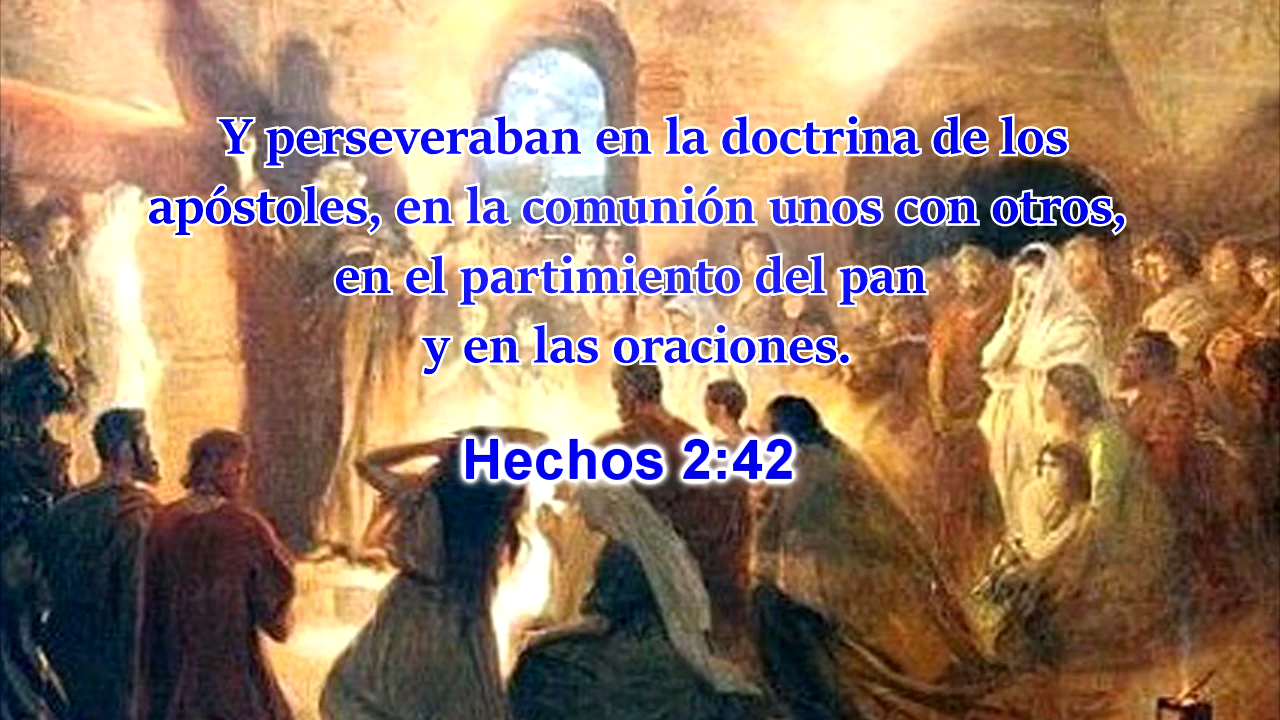 Y perseveraban en la doctrina de los
apóstoles, en la comunión unos con otros,
en el partimiento del pan
y en las oraciones.
Hechos 2:42